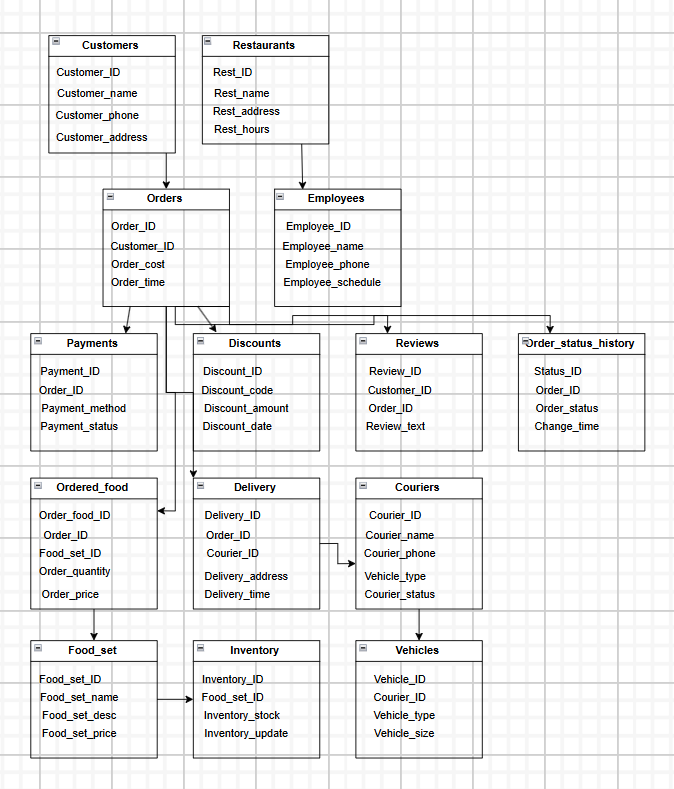 Customers
Customer_ID
Customer_name
Customer_phone
Customer_address
Restaurants
Rest_ID
Rest_name
Rest_address
Rest_hours
Orders
Order_ID
Customer_ID
Order_cost
Order_time
Employees
Employee_ID
Employee_name
Employee_phone
Employee_schedule
Payments
Payment_ID
Order_ID
Payment_method
Payment_status
Discounts
Discount_ID
Discount_code
Discount_amount
Discount_date
Reviews
Review_ID
Customer_ID
Order_ID
Review_text
Order_status_history
Status_ID
Order_ID
Order_status
Change_time
Ordered_food
Order_food_ID
Order_ID
Food_set_ID
Order_quantity
Order_price
Delivery
Delivery_ID
Order_ID
Courier_ID
Delivery_address
Delivery_time
Couriers
Courier_ID
Courier_name
Courier_phone
Vehicle_type
Courier_status
Food_set
Food_set_ID
Food_set_name
Food_set_desc
Food_set_price
Inventory
Inventory_ID
Food_set_ID
Inventory_stock
Inventory_update
Vehicles
Vehicle_ID
Courier_ID
Vehicle_type
Vehicle_size